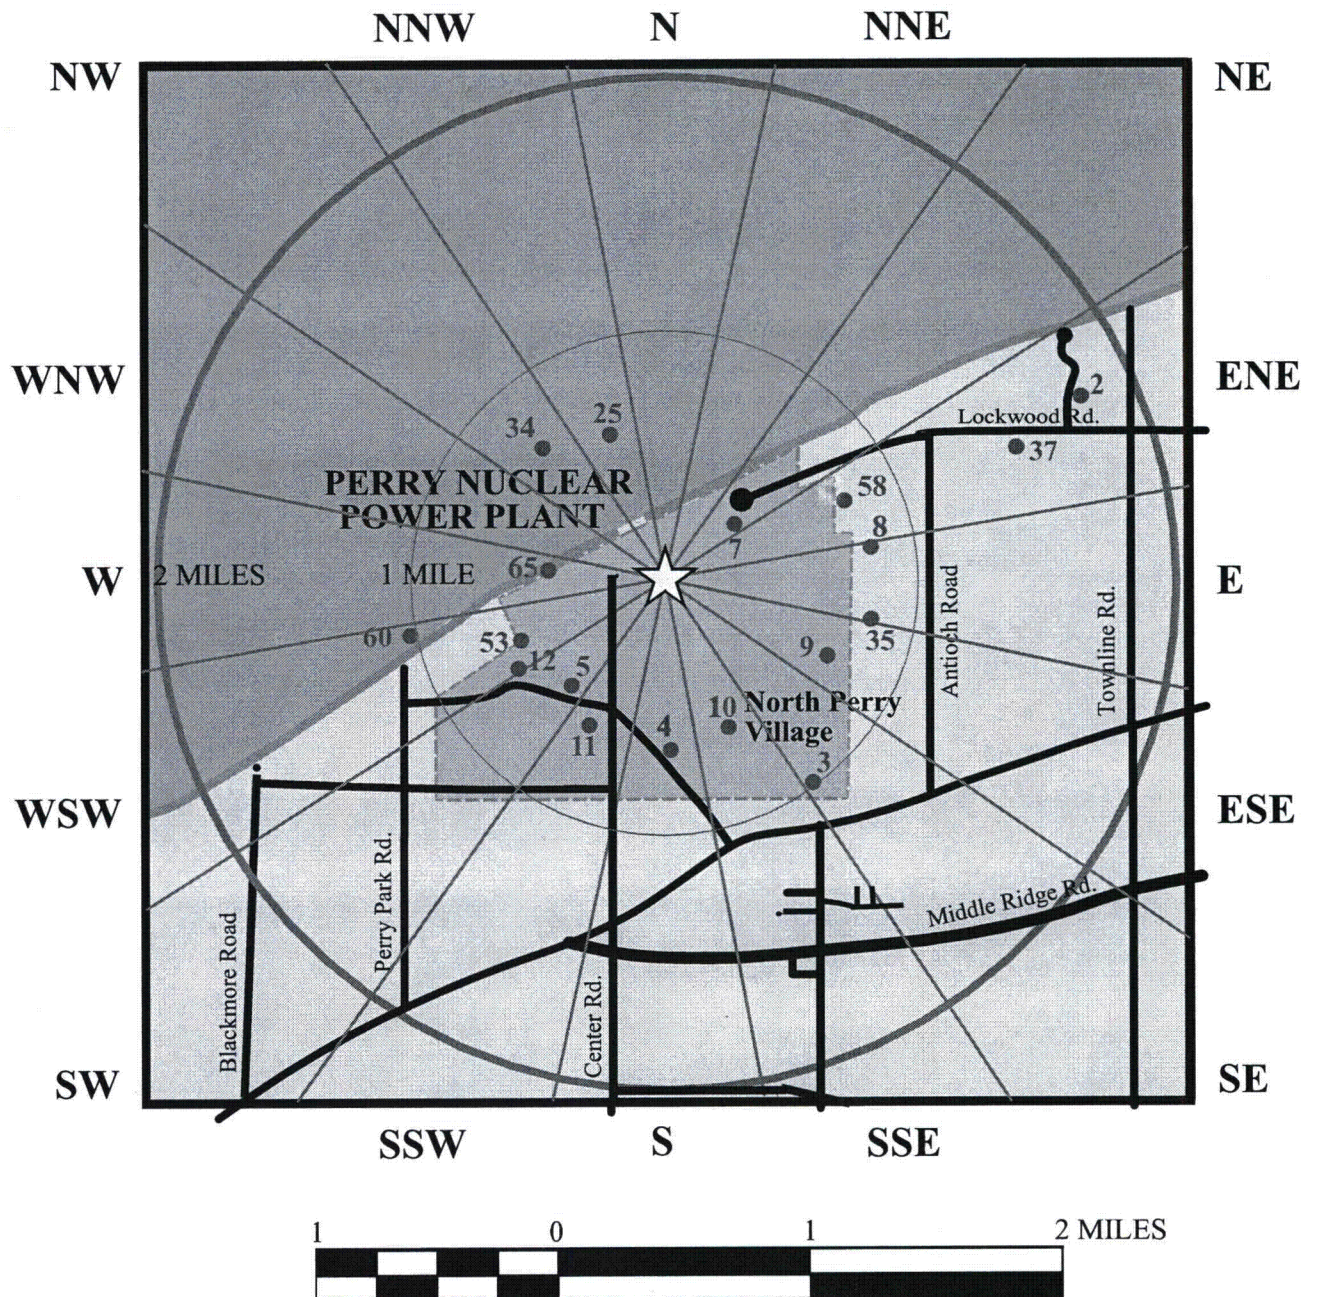 NNW N NNE
NW NE
WNW ENE
2
Lockwood Rd.
25
34
37
PERRY NUCLEAR
POWER PLANT
58
8
7
65
W 2 MILES 1 MILE E
60
53
12
9
35
5
Antioch Road
Townline Rd.
10 North Perry
Village
4
11
3
WSW ESE
Perry Park Rd.
Middle Ridge Rd.
Blackmore Road
Center Rd.
SW SE
SSW S SSE
1 0 1 2 MILES